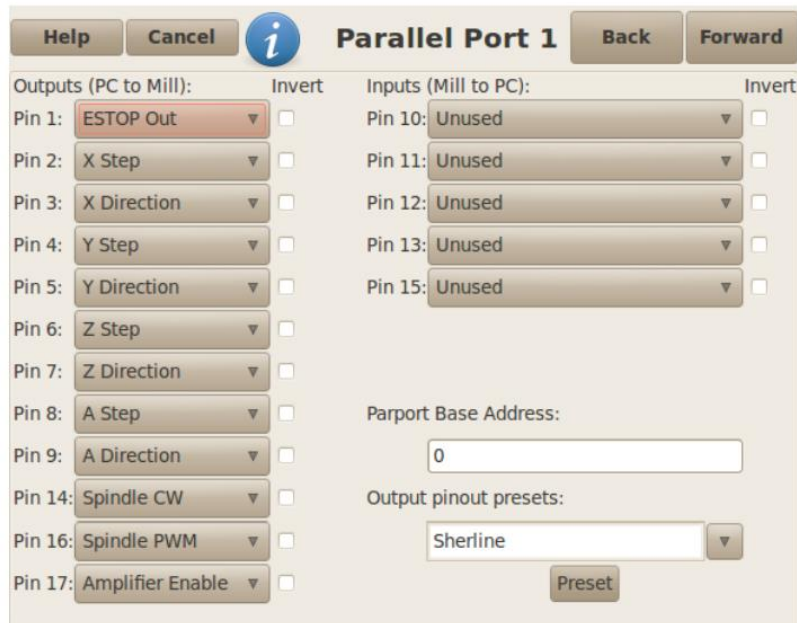 Help Cancel i Parallel Port 1 Back Forward
Outputs (PC to Mill): Invert Inputs (Mill to PC): Invert
Pin 1: ESTOP Out Pin 10: Unused
Pin 2: X Step Pin 11: Unused
Pin 3: X Direction Pin 12: Unused
Pin 4: Y Step Pin 13: Unused
Pin 5: Y Direction Pin 15: Unused
Pin 6: Z Step
Pin 7: Z Direction
Pin 8: A Step Parport Base Address:
Pin 9: A Direction 0
Pin 14: Spindle CW Output pinout presets:
Pin 16: Spindle PWM Sherline
Pin 17: Amplifier Enable Preset